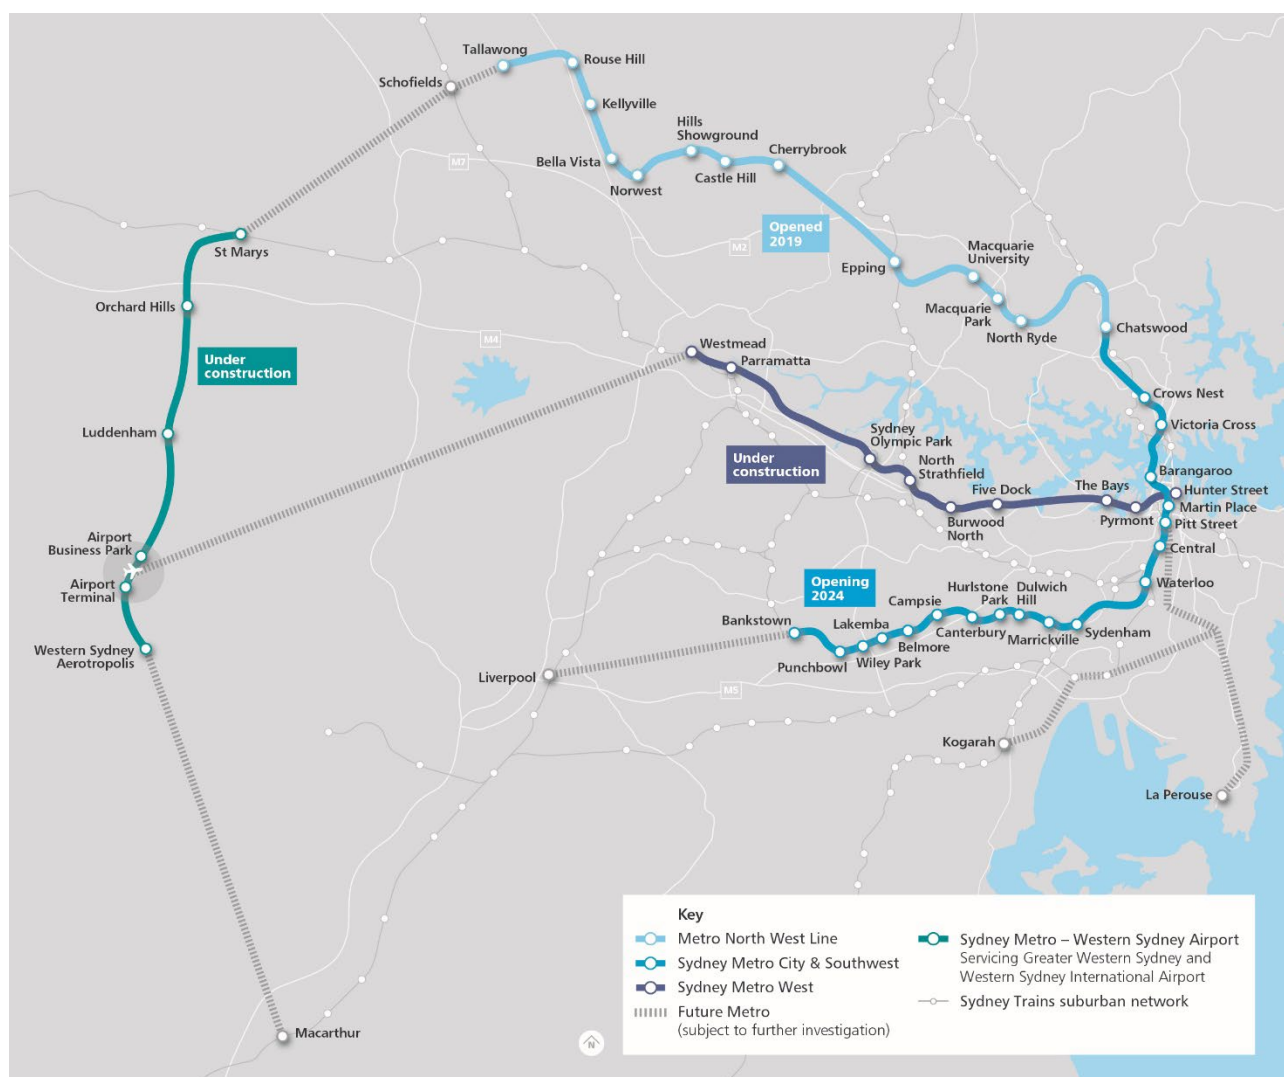 Tallawong
Rouse Hill
Schofields
Kellyville
Hills
Showground
Cherrybrook
Bella Vista
Castle Hill
Norwest
M7
Opened
2019
M2
St Marys
Macquarie
University
Epping
Orchard Hills
Macquarie
Park
North Ryde
Chatswood
M4
Westmead
Parramatta
Under
construction
Crows Nest
Luddenham
Victoria Cross
Sydney
Olympic Park
Under
construction
North
Strathfield
Barangaroo
Five Dock
The Bays
Hunter Street
Martin Place
Burwood
North
Pyrmont
Pitt Street
Airport
Business Park
Central
Airport
Terminal
Opening
2024
Hurlstone
Park
Dulwich
Hill
Waterloo
Campsie
Bankstown
Lakemba
Canterbury
Marrickville
Sydenham
Belmore
Wiley Park
Punchbowl
Western Sydney
Aerotropolis
Liverpool
M5
Kogarah
La Perouse
Macarthur
N
Key
Metro North West Line
Sydney Metro City & Southwest
Sydney Metro West
Future Metro
(subject to further investigation)
Sydney Metro – Western Sydney Airport
Servicing Greater Western Sydney and
Western Sydney International Airport
Sydney Trains suburban network